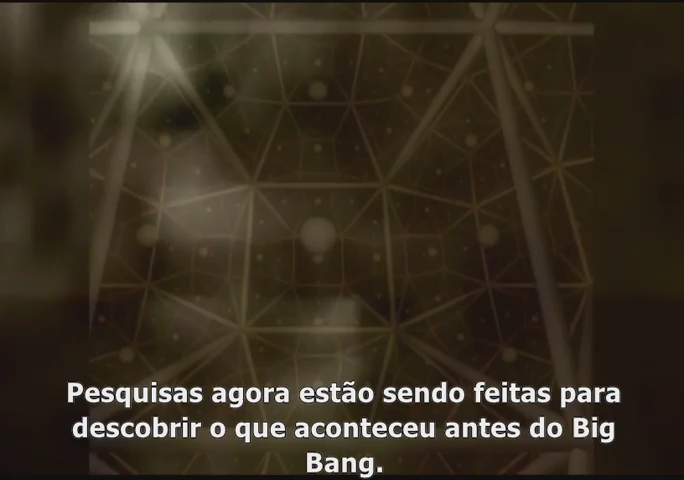 Pesquisas agora estão sendo feitas para
descobrir o que aconteceu antes do Big
Bang.